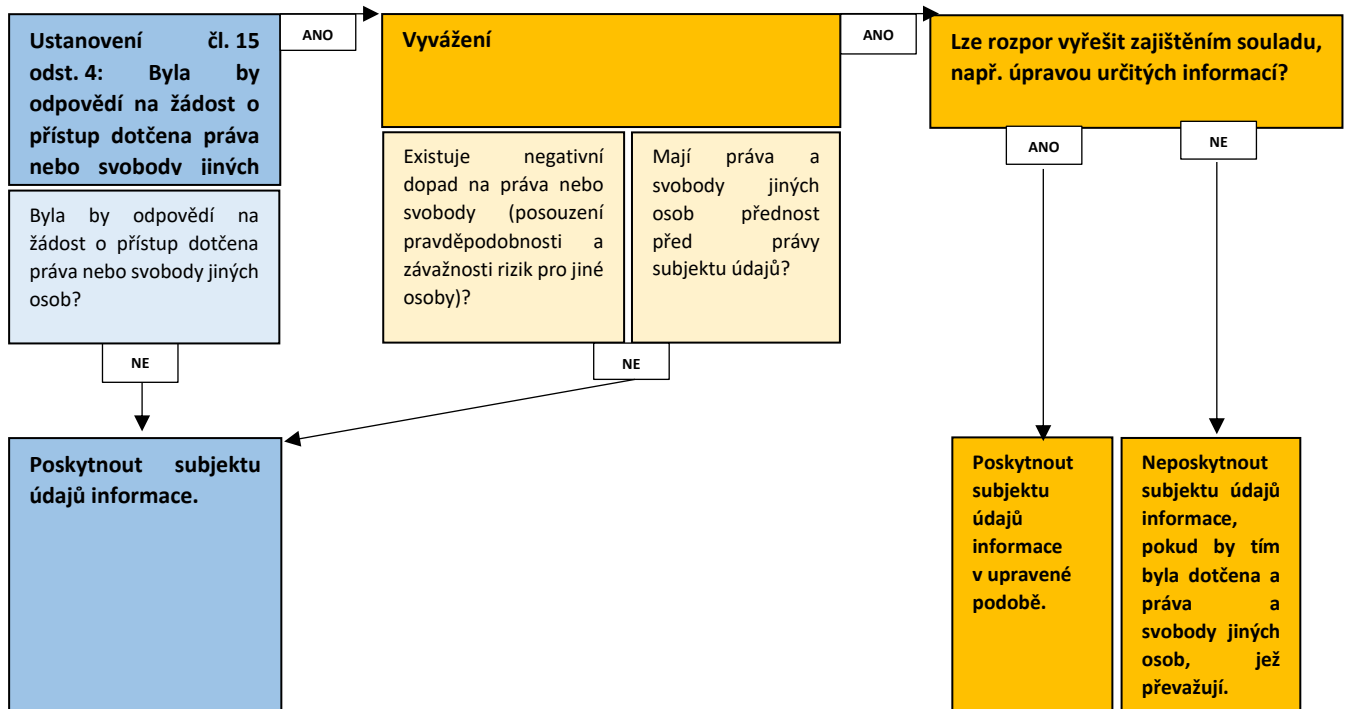 Ustanovení čl. 15
odst. 4: Byla by
odpovědí na žádost o
přístup dotčena práva
nebo svobody jiných
ANO
Vyvážení
ANO
Lze rozpor vyřešit zajištěním souladu,
např. úpravou určitých informací?
Byla by odpovědí na
žádost o přístup dotčena
práva nebo svobody jiných
osob?
Existuje negativní
dopad na práva nebo
svobody (posouzení
pravděpodobnosti a
závažnosti rizik pro jiné
osoby)?
Mají práva a
svobody jiných
osob přednost
před právy
subjektu údajů?
ANO
NE
NE
NE
Poskytnout subjektu
údajů informace.
Poskytnout
subjektu
údajů
informace
v upravené
podobě.
Neposkytnout
subjektu údajů
informace,
pokud by tím
byla dotčena a
práva a
svobody jiných
osob, jež
převažují.